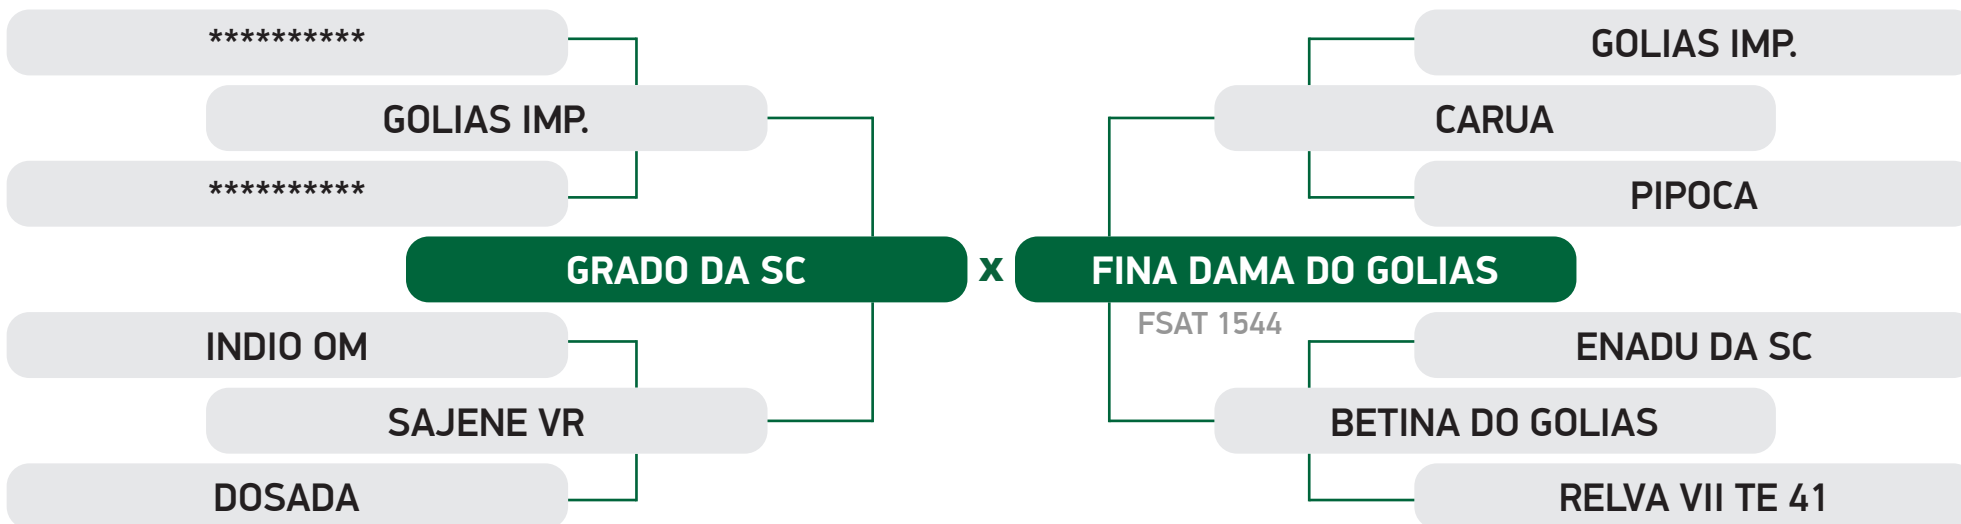 **********
GOLIAS IMP.
GOLIAS IMP.
CARUA
**********
PIPOCA
GRADO DA SC x FINA DAMA DO GOLIAS
FSAT 1544
INDIO OM
ENADU DA SC
SAJENE VR
BETINA DO GOLIAS
DOSADA
RELVA VII TE 41